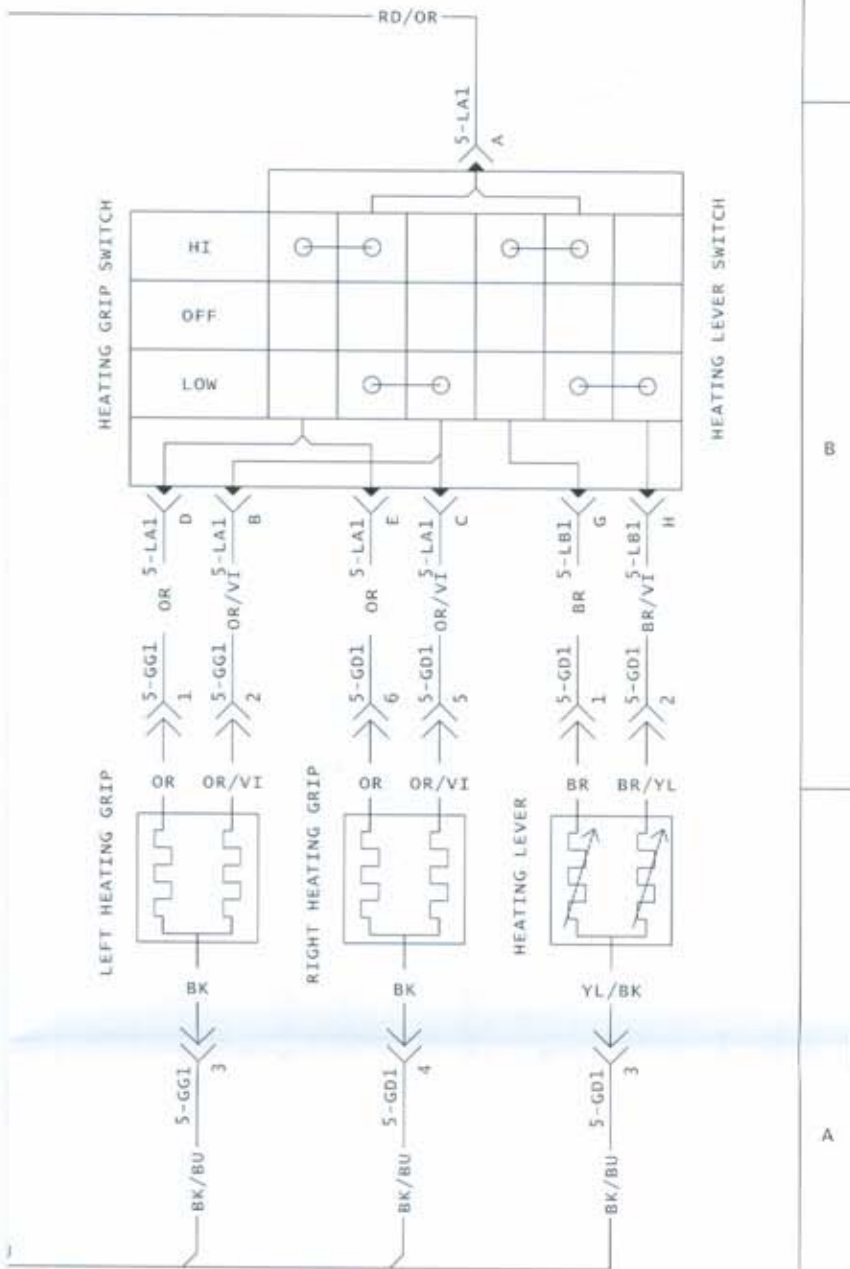 RD/OR
5-LA1
A
HEATING GRIP SWITCH
HEATING LEVER SWITCH
HI
OFF
LOW
B
5-LA1
D
5-LA1
B
5-LA1
E
5-LA1
C
5-LB1
G
5-LB1
H
OR
OR/VI
OR
OR/VI
BR
BR/VI
5-GG1
1
5-GG1
2
5-GD1
6
5-GD1
5
5-GD1
1
5-GD1
2
OR
OR/VI
OR
OR/VI
BR
BR/YL
LEFT HEATING GRIP
RIGHT HEATING GRIP
HEATING LEVER
BK
BK
YL/BK
5-GG1
3
5-GD1
4
5-GD1
3
A
BK/BU
BK/BU
BK/BU